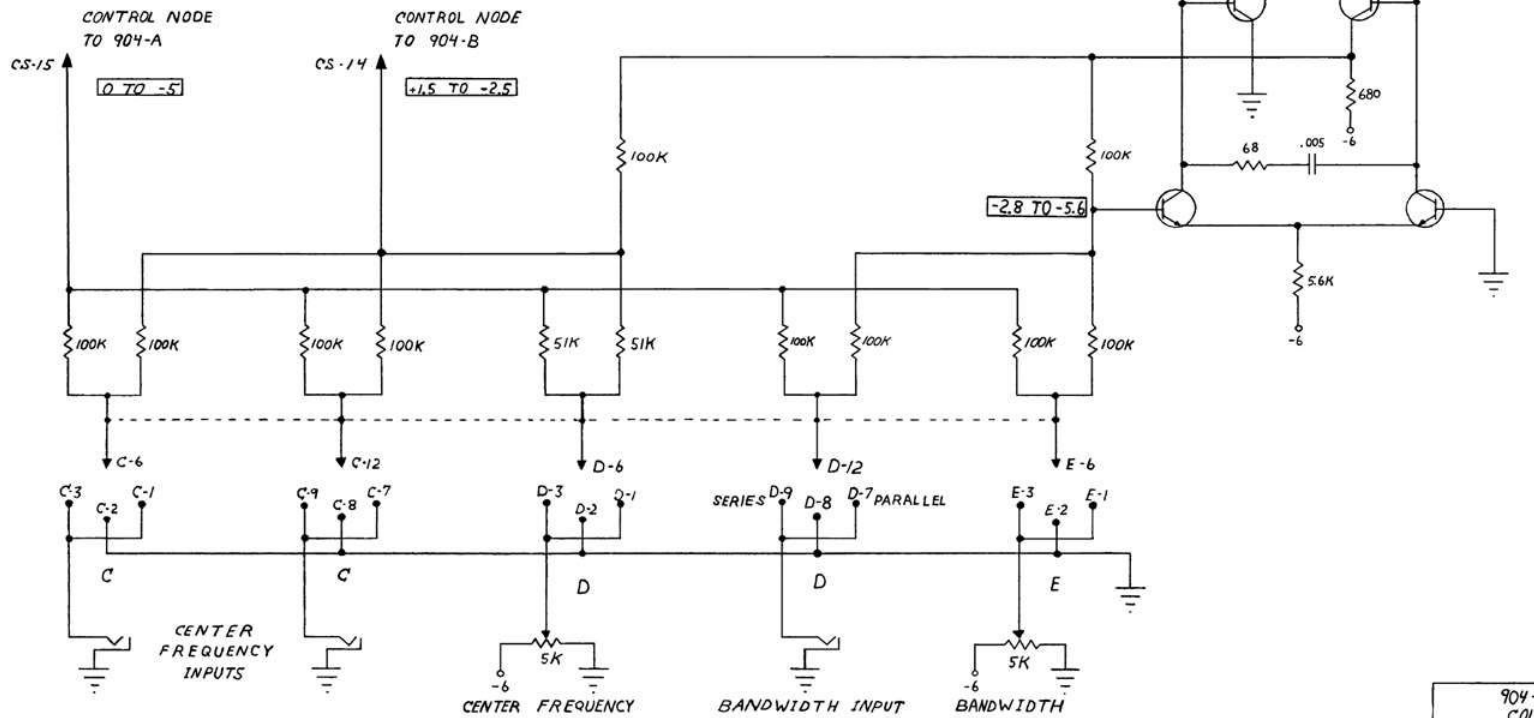 CONTROL NODE
TO 904-A
CONTROL NODE
TO 904-B
CS-15
CS-14
0 TO -5
+1.5 TO -2.5
680
-6
100K
100K
68
.005
-2.8 TO -5.6
5.6K
-6
100K
100K
100K
100K
51K
51K
100K
100K
100K
100K
C-6
C-12
D-6
D-12
E-6
C-3
C-2
C-1
C-9
C-8
C-7
D-3
D-2
D-1
SERIES
D-9
D-8
D-7
PARALLEL
E-3
E-2
E-1
C
C
D
D
E
CENTER
FREQUENCY
INPUTS
5K
-6
CENTER FREQUENCY
BANDWIDTH INPUT
5K
-6
BANDWIDTH
904-